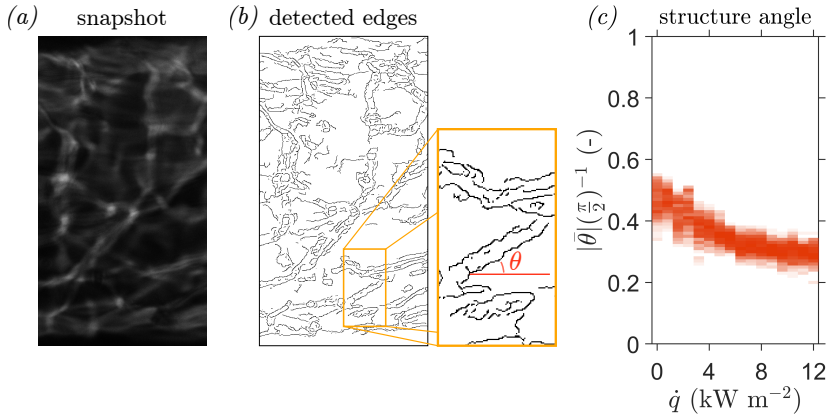 (a) snapshot
(b) detected edges
θ
(c) structure angle
1
0.8
0.6
0.4
0.2
0
|θ̄|(π/2)⁻¹ (-)
0 4 8 12
q̇ (kW m⁻²)